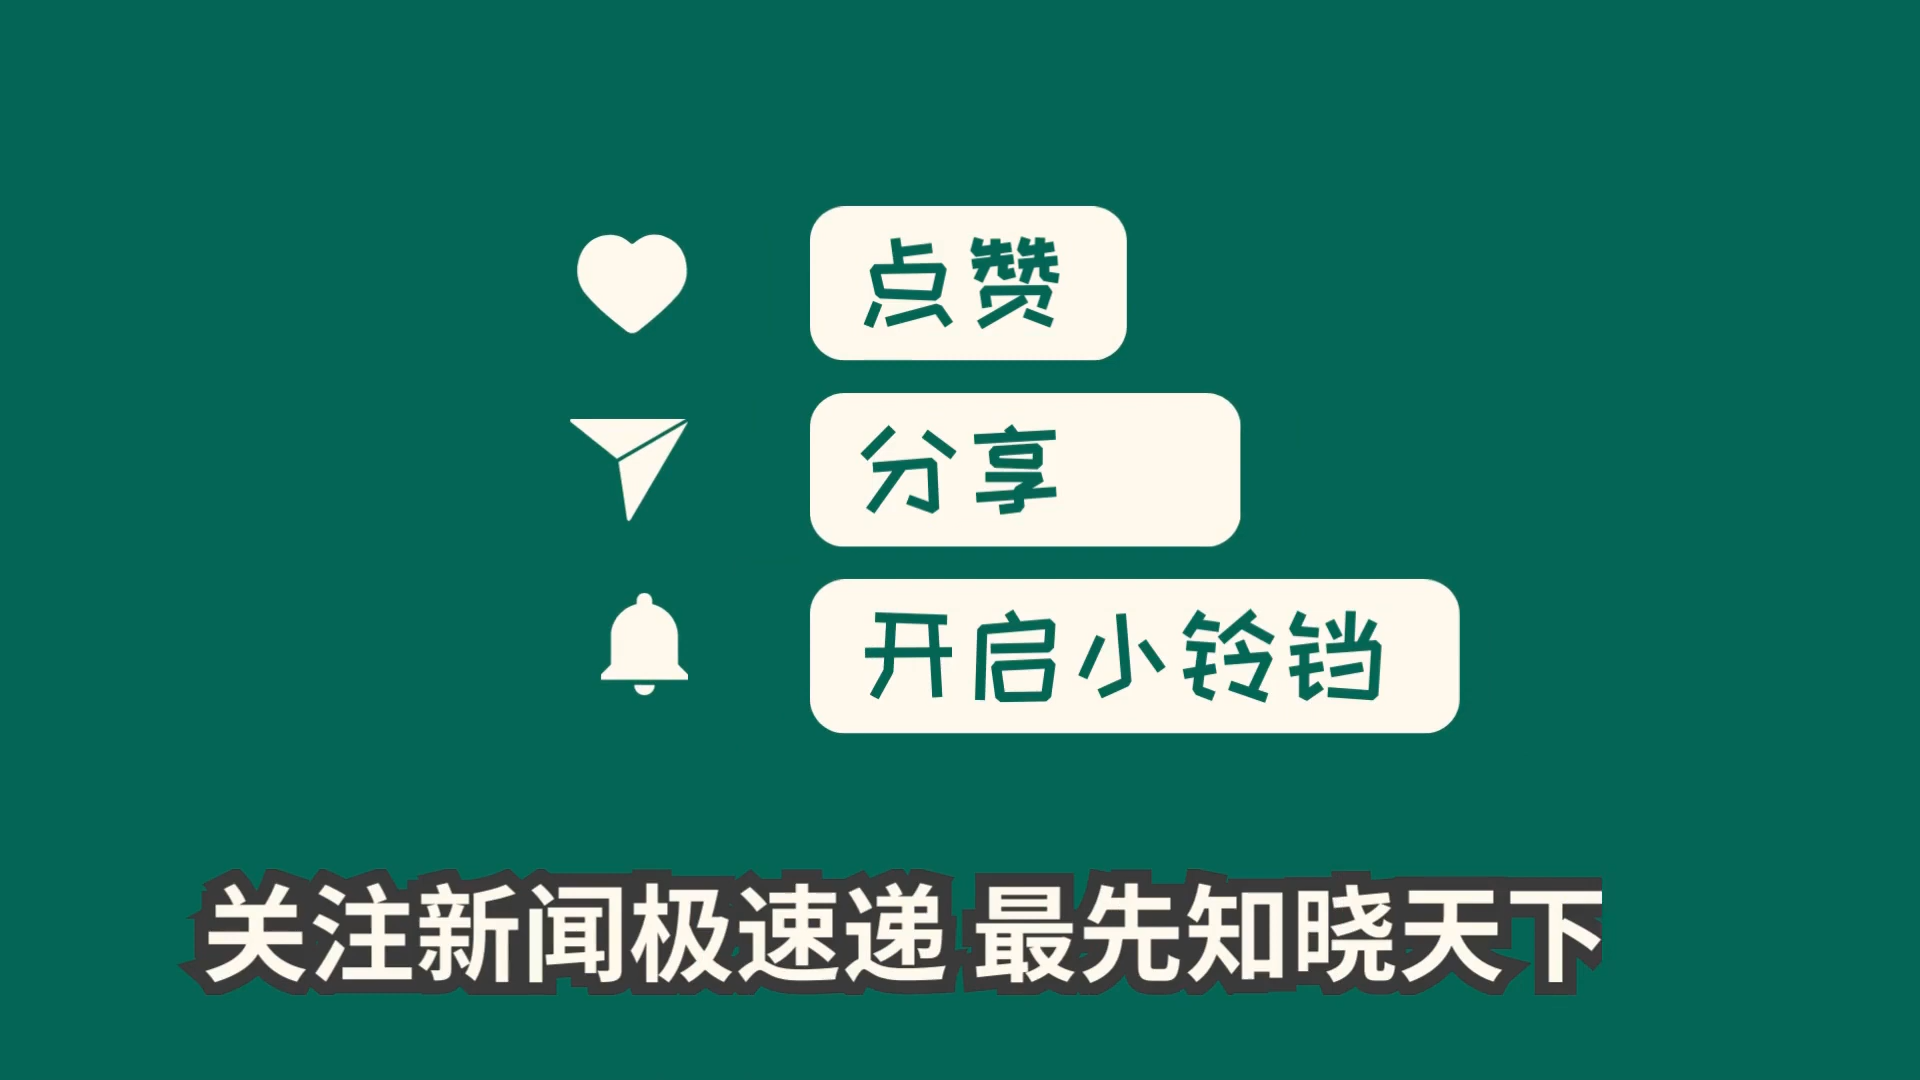 点赞
分享
开启小铃铛
关注新闻极速递 最先知晓天下